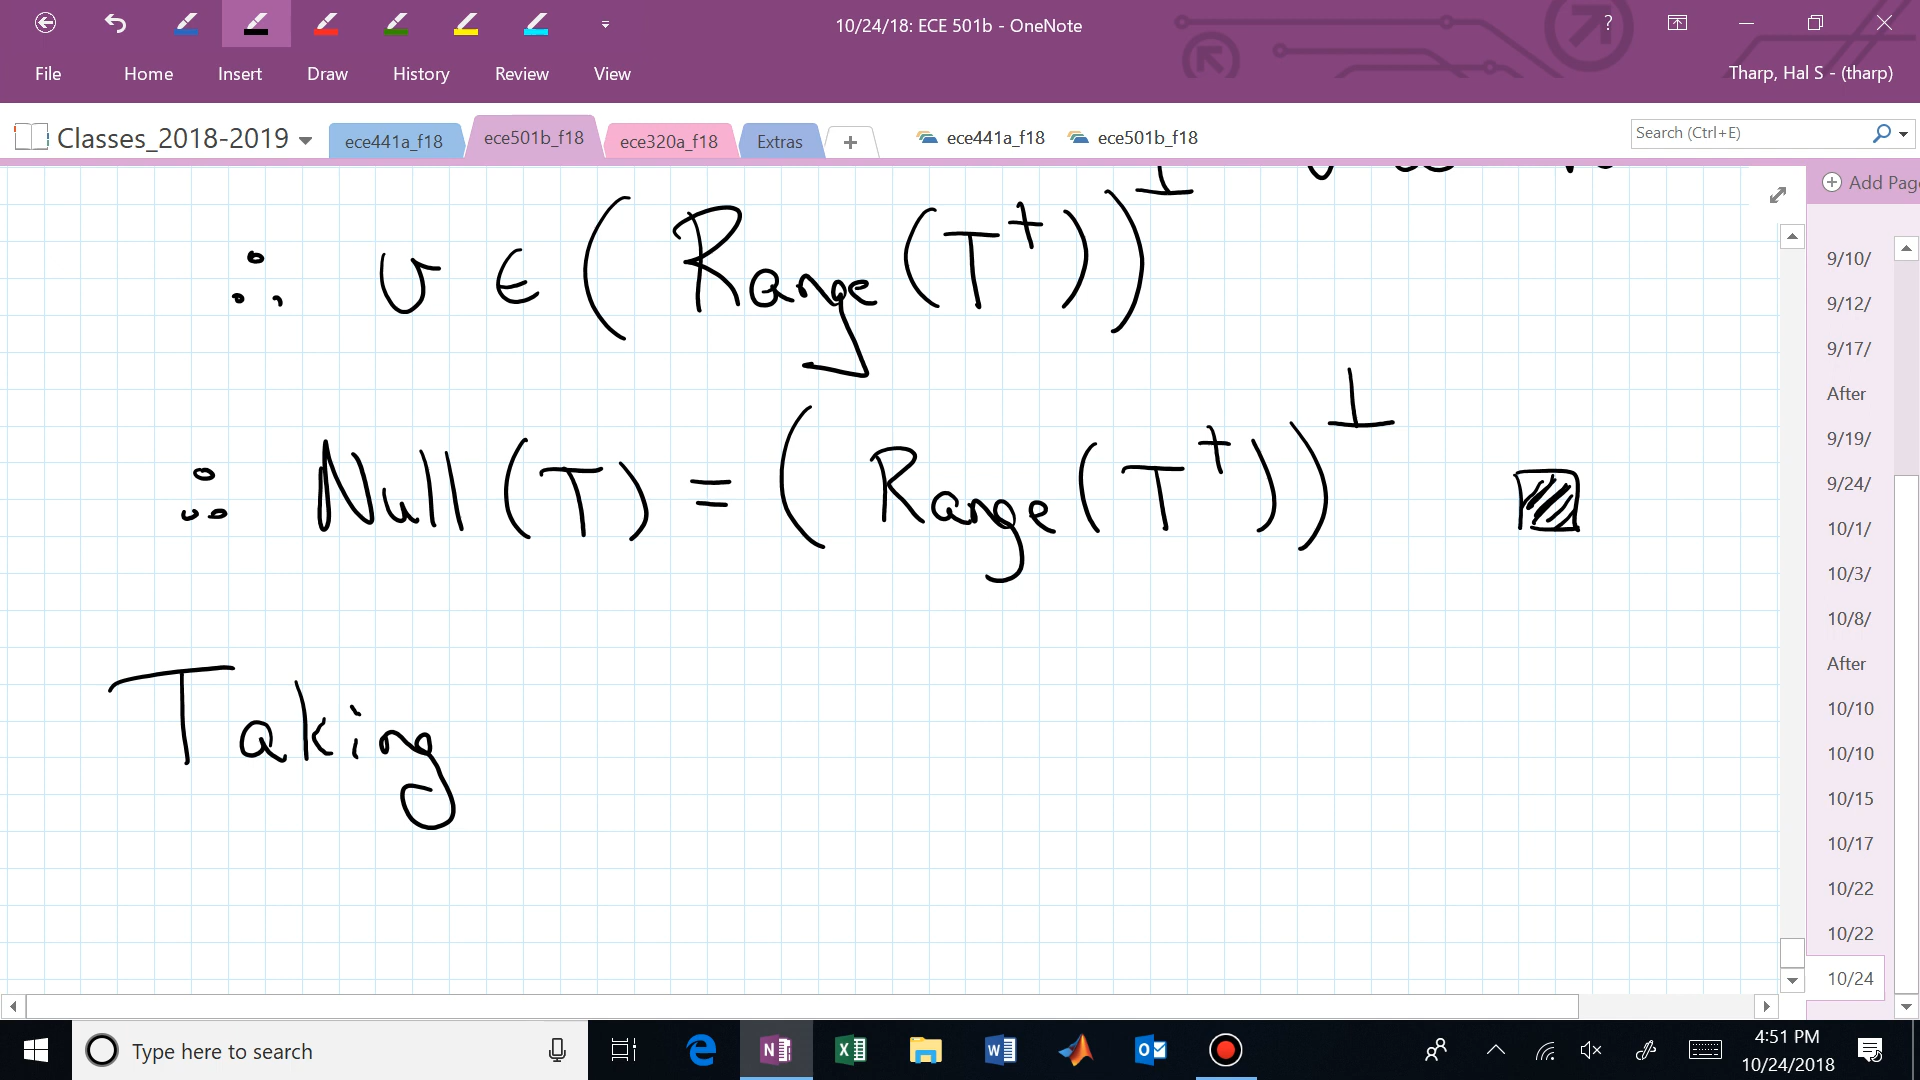 10/24/18: ECE 501b - OneNote
?
File Home Insert Draw History Review View
Tharp, Hal S - (tharp)
Classes_2018-2019
ece441a_f18 ece501b_f18 ece320a_f18 Extras + ece441a_f18 ece501b_f18
Search (Ctrl+E)
Add Pag
∴ v ∈ (Range(T⁺))^⊥
∴ Null(T) = (Range(T⁺))^⊥
Taking
9/10/
9/12/
9/17/
After
9/19/
9/24/
10/1/
10/3/
10/8/
After
10/10
10/10
10/15
10/17
10/22
10/22
10/24
Type here to search
4:51 PM
10/24/2018